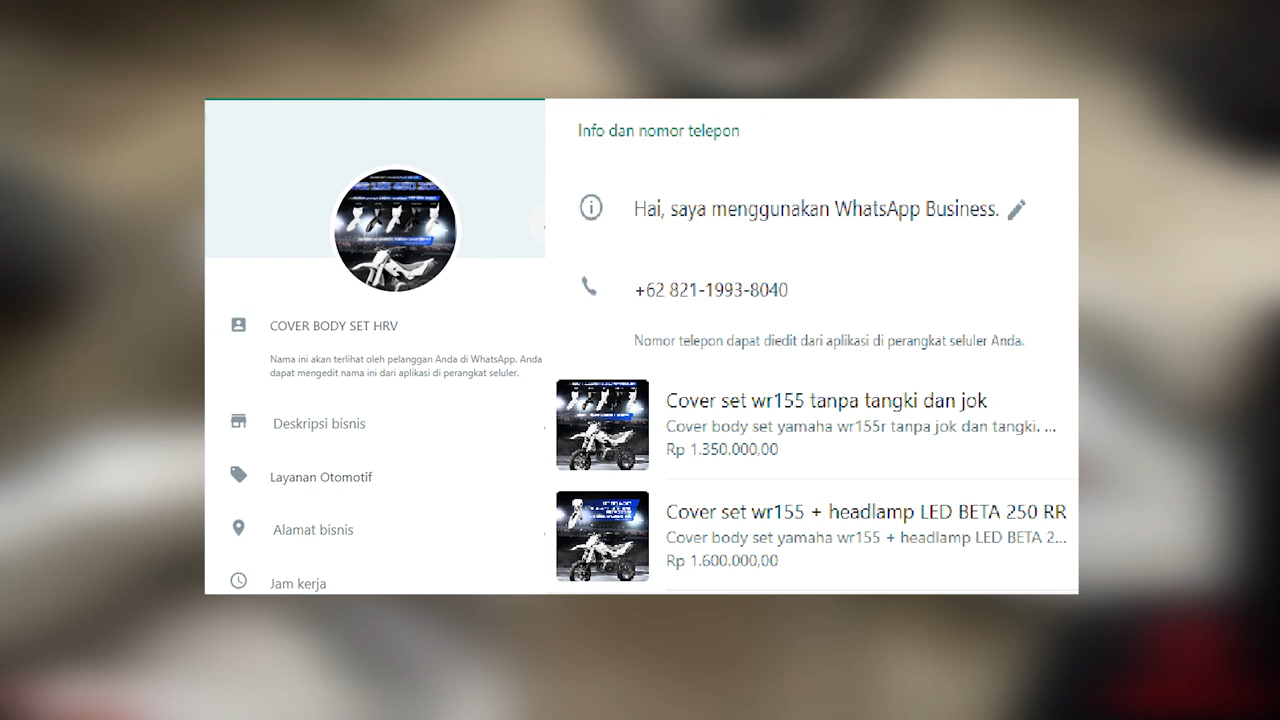 COVER BODY SET HRV
Nama ini akan terlihat oleh pelanggan Anda di WhatsApp. Anda
dapat mengedit nama ini dari aplikasi di perangkat seluler.
Deskripsi bisnis
Layanan Otomotif
Alamat bisnis
Jam kerja
Info dan nomor telepon
Hai, saya menggunakan WhatsApp Business.
+62 821-1993-8040
Nomor telepon dapat diedit dari aplikasi di perangkat seluler Anda.
Cover set wr155 tanpa tangki dan jok
Cover body set yamaha wr155r tanpa jok dan tangki. ...
Rp 1.350.000,00
Cover set wr155 + headlamp LED BETA 250 RR
Cover body set yamaha wr155 + headlamp LED BETA 2...
Rp 1.600.000,00